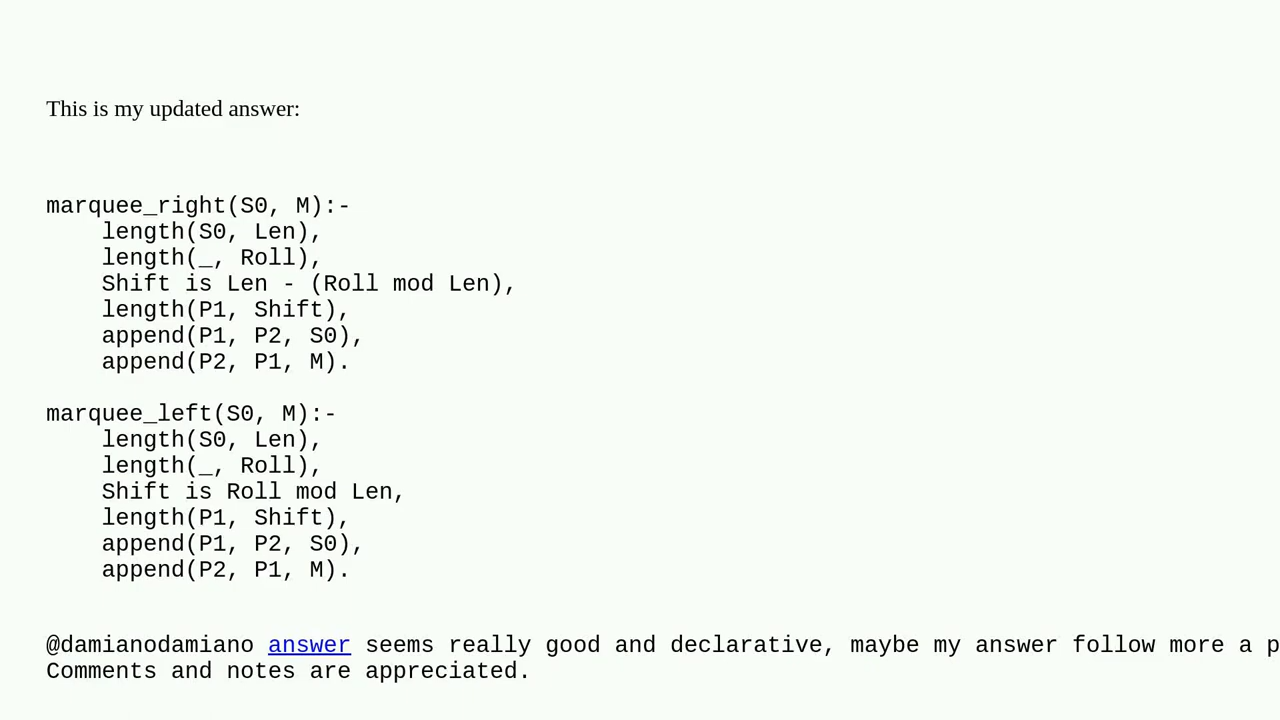 This is my updated answer:
marquee_right(S0, M):-
    length(S0, Len),
    length(_, Roll),
    Shift is Len - (Roll mod Len),
    length(P1, Shift),
    append(P1, P2, S0),
    append(P2, P1, M).
marquee_left(S0, M):-
    length(S0, Len),
    length(_, Roll),
    Shift is Roll mod Len,
    length(P1, Shift),
    append(P1, P2, S0),
    append(P2, P1, M).
@damianodamiano answer seems really good and declarative, maybe my answer follow more a
Comments and notes are appreciated.